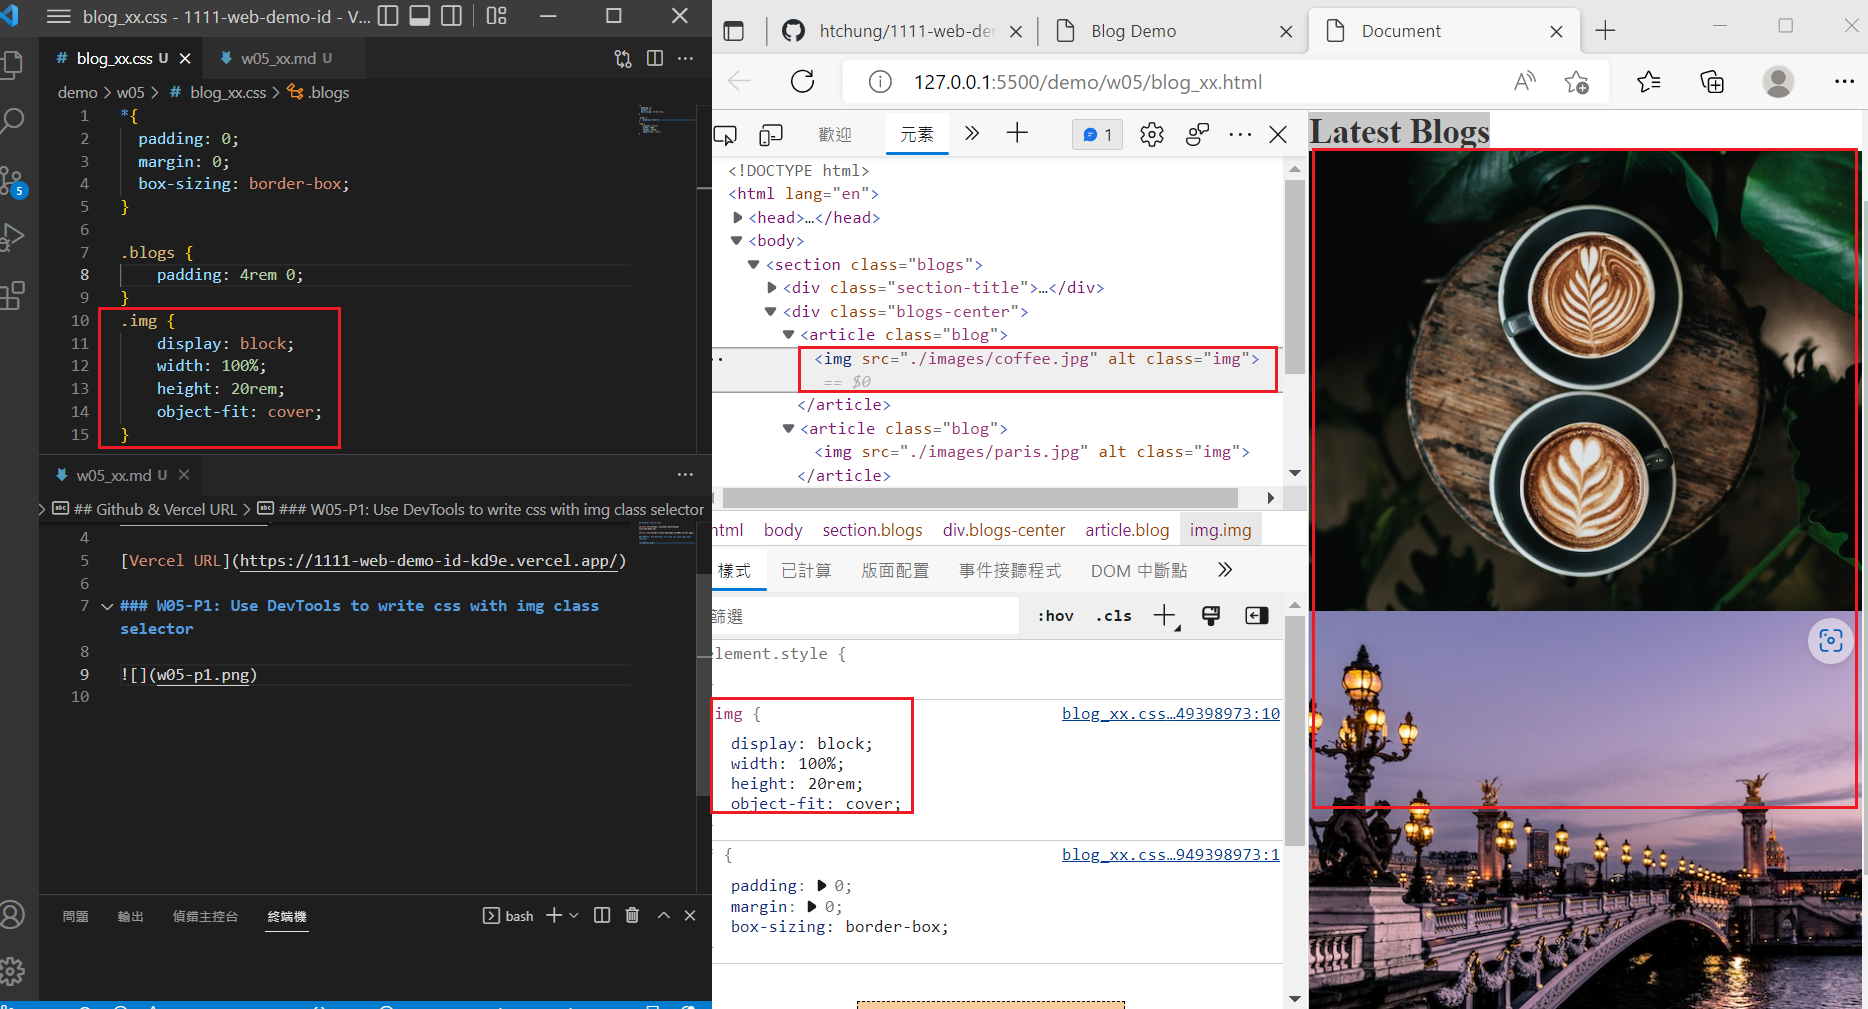 blog_xx.css - 1111-web-demo-id - V...
# blog_xx.css U
w05_xx.md U
demo > w05 > # blog_xx.css > .blogs
1 *{
2 padding: 0;
3 margin: 0;
4 box-sizing: border-box;
5 }
6
7 .blogs {
8 padding: 4rem 0;
9 }
10 .img {
11 display: block;
12 width: 100%;
13 height: 20rem;
14 object-fit: cover;
15 }
5
w05_xx.md U
> ## Github & Vercel URL > ### W05-P1: Use DevTools to write css with img class selector
4
5 [Vercel URL](https://1111-web-demo-id-kd9e.vercel.app/)
6
7 ### W05-P1: Use DevTools to write css with img class
selector
8
9 ![](w05-p1.png)
10
問題 輸出 偵錯主控台 終端機
bash
htchung/1111-web-der
Blog Demo
Document
127.0.0.1:5500/demo/w05/blog_xx.html
歡迎 元素 1
<!DOCTYPE html>
<html lang="en">
<head>…</head>
<body>
<section class="blogs">
<div class="section-title">…</div>
<div class="blogs-center">
<article class="blog">
<img src="./images/coffee.jpg" alt class="img">
== $0
</article>
<article class="blog">
<img src="./images/paris.jpg" alt class="img">
</article>
html body section.blogs div.blogs-center article.blog img.img
樣式 已計算 版面配置 事件接聽程式 DOM 中斷點
篩選 :hov .cls
element.style {
img { blog_xx.css…49398973:10
display: block;
width: 100%;
height: 20rem;
object-fit: cover;
{ blog_xx.css…949398973:1
padding: 0;
margin: 0;
box-sizing: border-box;
Latest Blogs